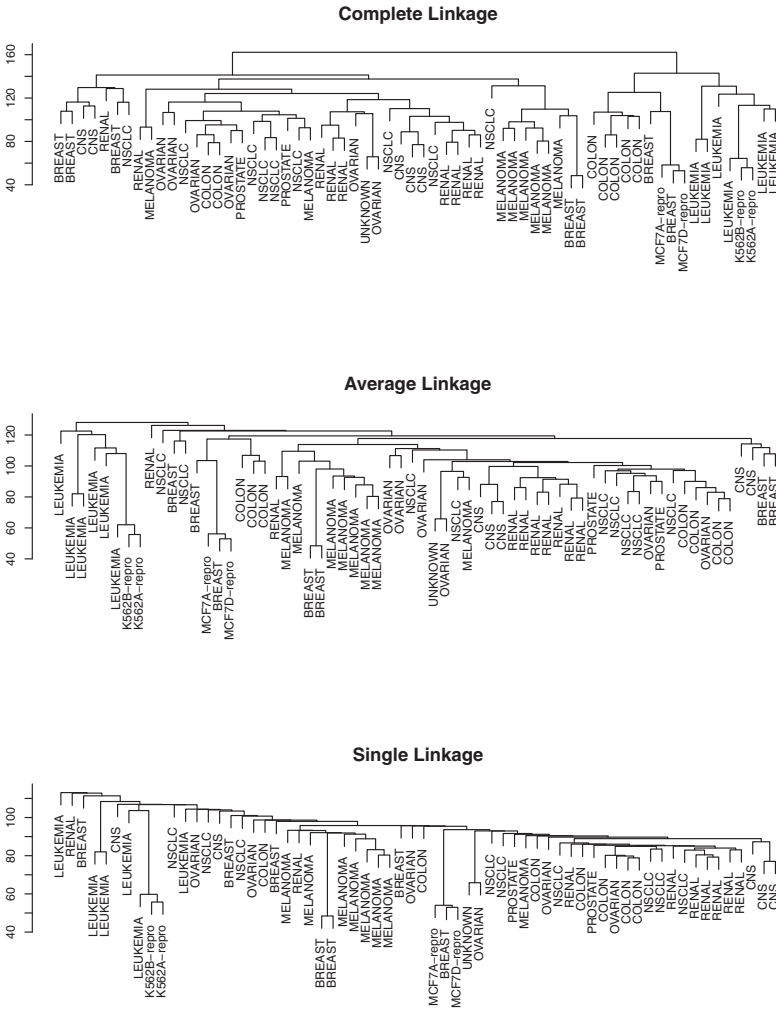 Complete Linkage
160
120
80
40
BREAST
BREAST
CNS
CNS
RENAL
BREAST
NSCLC
RENAL
MELANOMA
OVARIAN
OVARIAN
NSCLC
OVARIAN
COLON
COLON
OVARIAN
PROSTATE
NSCLC
NSCLC
NSCLC
PROSTATE
NSCLC
MELANOMA
RENAL
RENAL
RENAL
OVARIAN
UNKNOWN
OVARIAN
NSCLC
CNS
CNS
CNS
NSCLC
RENAL
RENAL
RENAL
RENAL
NSCLC
MELANOMA
MELANOMA
MELANOMA
MELANOMA
MELANOMA
MELANOMA
BREAST
BREAST
COLON
COLON
COLON
COLON
COLON
BREAST
MCF7A-repro
BREAST
MCF7D-repro
LEUKEMIA
LEUKEMIA
LEUKEMIA
LEUKEMIA
K562B-repro
K562A-repro
LEUKEMIA
LEUKEMIA
Average Linkage
120
100
80
60
40
LEUKEMIA
LEUKEMIA
LEUKEMIA
LEUKEMIA
LEUKEMIA
LEUKEMIA
K562B-repro
K562A-repro
RENAL
NSCLC
BREAST
NSCLC
BREAST
MCF7A-repro
BREAST
MCF7D-repro
COLON
COLON
COLON
RENAL
MELANOMA
MELANOMA
BREAST
BREAST
MELANOMA
MELANOMA
MELANOMA
MELANOMA
MELANOMA
OVARIAN
OVARIAN
NSCLC
OVARIAN
UNKNOWN
OVARIAN
NSCLC
MELANOMA
CNS
CNS
CNS
RENAL
RENAL
RENAL
RENAL
RENAL
RENAL
RENAL
PROSTATE
NSCLC
NSCLC
NSCLC
OVARIAN
PROSTATE
NSCLC
COLON
COLON
OVARIAN
COLON
COLON
CNS
CNS
BREAST
BREAST
Single Linkage
100
80
60
40
LEUKEMIA
RENAL
BREAST
LEUKEMIA
LEUKEMIA
CNS
LEUKEMIA
LEUKEMIA
K562B-repro
K562A-repro
NSCLC
LEUKEMIA
OVARIAN
NSCLC
CNS
BREAST
NSCLC
OVARIAN
COLON
BREAST
MELANOMA
RENAL
MELANOMA
BREAST
BREAST
MELANOMA
MELANOMA
MELANOMA
MELANOMA
MELANOMA
BREAST
OVARIAN
COLON
MCF7A-repro
BREAST
MCF7D-repro
UNKNOWN
OVARIAN
NSCLC
NSCLC
PROSTATE
MELANOMA
COLON
OVARIAN
NSCLC
RENAL
COLON
PROSTATE
COLON
OVARIAN
COLON
COLON
NSCLC
NSCLC
RENAL
NSCLC
RENAL
RENAL
RENAL
RENAL
RENAL
CNS
CNS
CNS